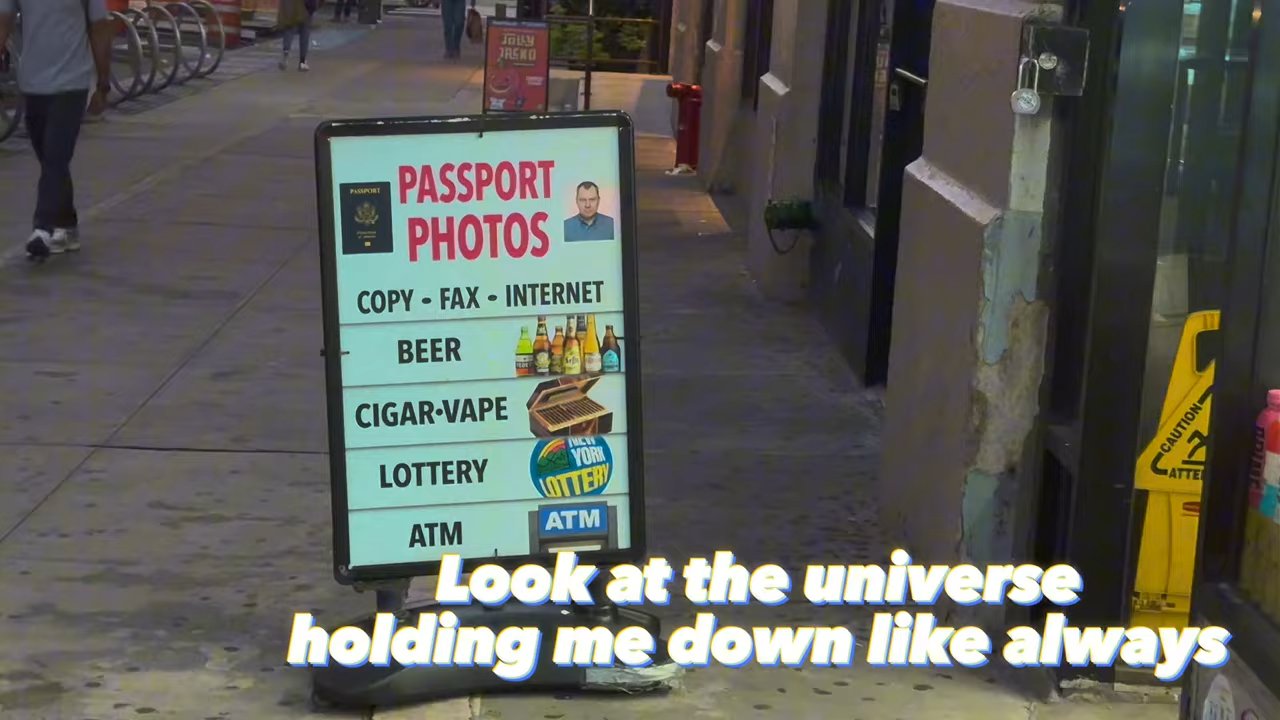 JOLLY
PASSPORT
PASSPORT
PHOTOS
COPY - FAX - INTERNET
BEER
CIGAR•VAPE
LOTTERY
NEW
YORK
LOTTERY
ATM
ATM
CAUTION
Look at the universe
holding me down like always